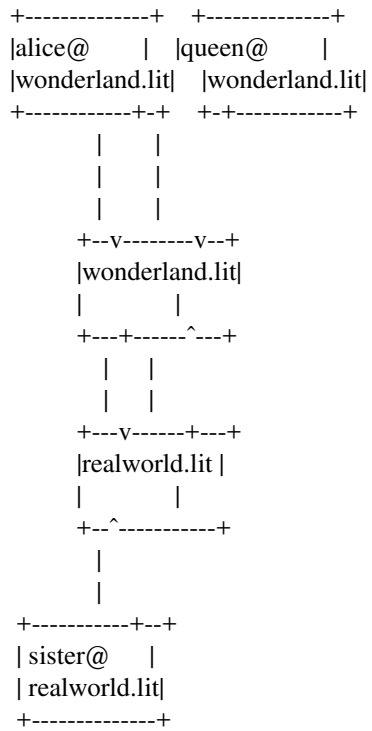 +--------------+    +--------------+
|alice@        |    |queen@        |
|wonderland.lit|    |wonderland.lit|
+------------+-+    +-+------------+
|        |
|        |
|        |
+--v--------v--+
|wonderland.lit|
|              |
+---+------^---+
|      |
|      |
+---v------+---+
|realworld.lit |
|              |
+--^-----------+
|
|
+-----------+--+
| sister@      |
| realworld.lit|
+--------------+